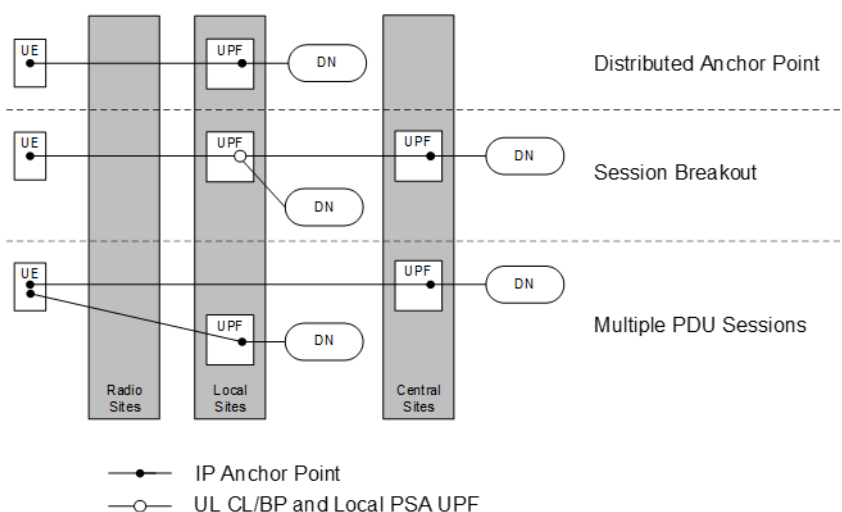 UE
UPF
DN
Distributed Anchor Point
UE
UPF
UPF
DN
Session Breakout
DN
UE
UPF
DN
Multiple PDU Sessions
UPF
DN
Radio
Sites
Local
Sites
Central
Sites
IP Anchor Point
UL CL/BP and Local PSA UPF